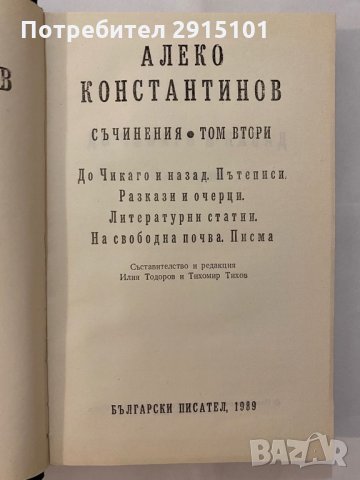 Потребител 2915101
В
АЛЕКО
КОНСТАНТИНОВ
СЪЧИНЕНИЯ • ТОМ ВТОРИ
До Чикаго и назад. Пътеписи.
Разкази и очерци.
Литературни статии.
На свободна почва. Писма
Съставителство и редакция
Илия Тодоров и Тихомир Тихов
БЪЛГАРСКИ ПИСАТЕЛ, 1989
BAZAR